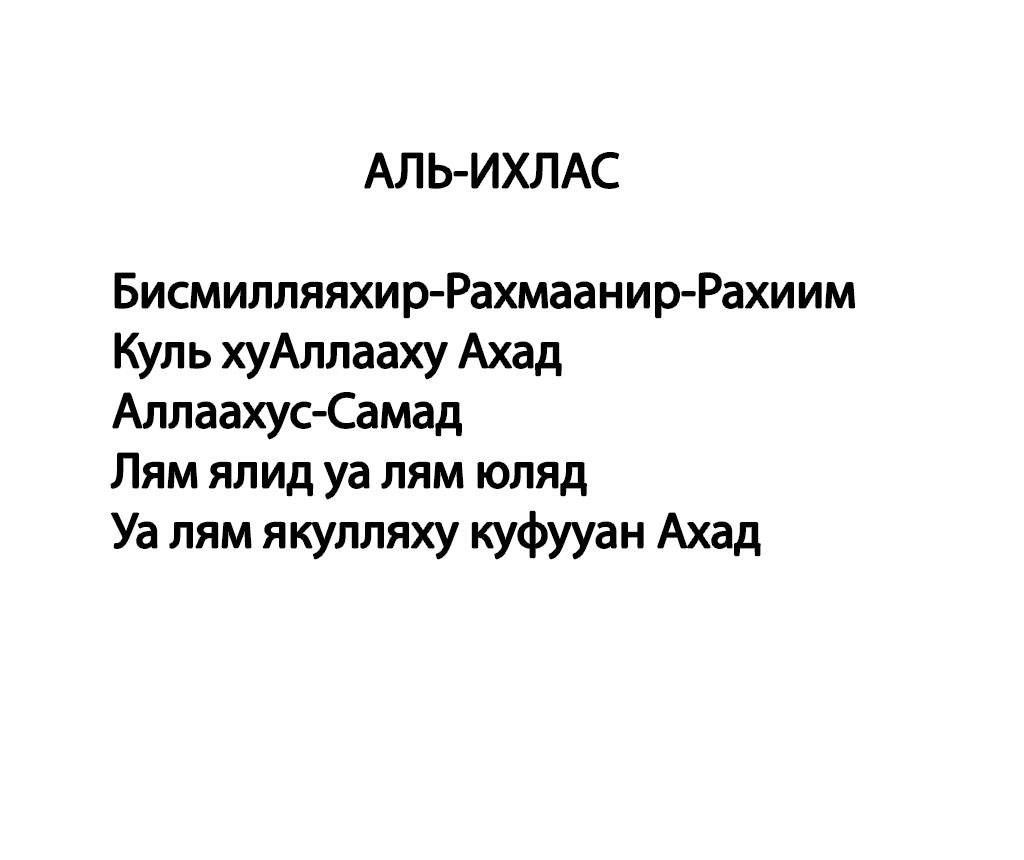 АЛЬ-ИХЛАС
Бисмилляяхир-Рахмаанир-Рахиим
Куль хуАллааху Ахад
Аллаахус-Самад
Лям ялид уа лям юляд
Уа лям якулляху куфууан Ахад